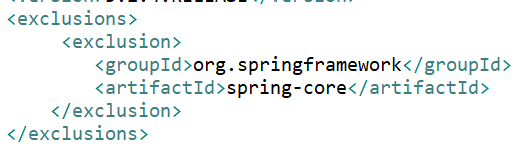 <exclusions>
<exclusion>
<groupId>org.springframework</groupId>
<artifactId>spring-core</artifactId>
</exclusion>
</exclusions>